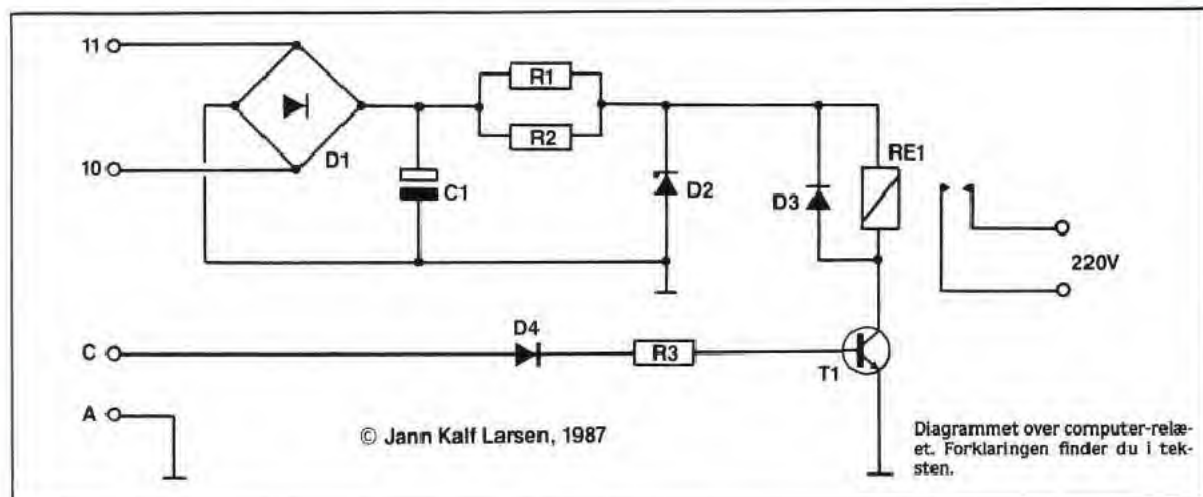 11
R1
R2
D1
10
C1
D2
D3
RE1
220V
C
D4
R3
T1
A
© Jann Kalf Larsen, 1987
Diagrammet over computer-relæ-
et. Forklaringen finder du i tek-
sten.